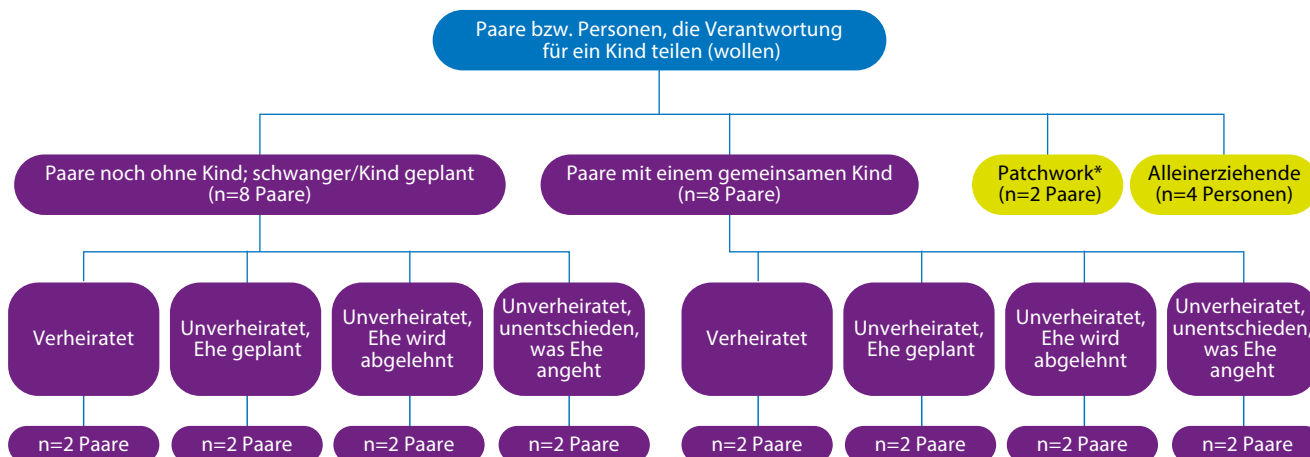 Paare bzw. Personen, die Verantwortung
für ein Kind teilen (wollen)
Paare noch ohne Kind; schwanger/Kind geplant
(n=8 Paare)
Paare mit einem gemeinsamen Kind
(n=8 Paare)
Patchwork*
(n=2 Paare)
Alleinerziehende
(n=4 Personen)
Verheiratet
Unverheiratet,
Ehe geplant
Unverheiratet,
Ehe wird
abgelehnt
Unverheiratet,
unentschieden,
was Ehe
angeht
Verheiratet
Unverheiratet,
Ehe geplant
Unverheiratet,
Ehe wird
abgelehnt
Unverheiratet,
unentschieden,
was Ehe
angeht
n=2 Paare
n=2 Paare
n=2 Paare
n=2 Paare
n=2 Paare
n=2 Paare
n=2 Paare
n=2 Paare